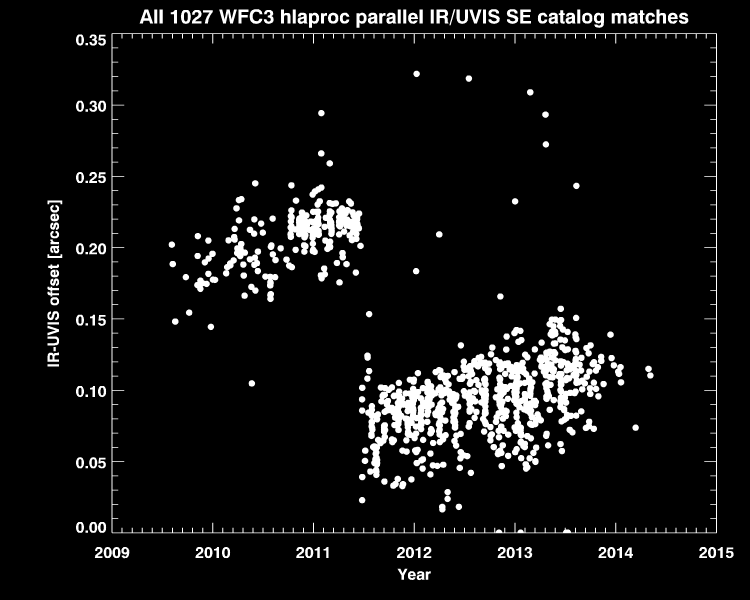 All 1027 WFC3 hlaproc parallel IR/UVIS SE catalog matches
0.35
0.30
0.25
0.20
0.15
0.10
0.05
0.00
IR-UVIS offset [arcsec]
2009 2010 2011 2012 2013 2014 2015
Year